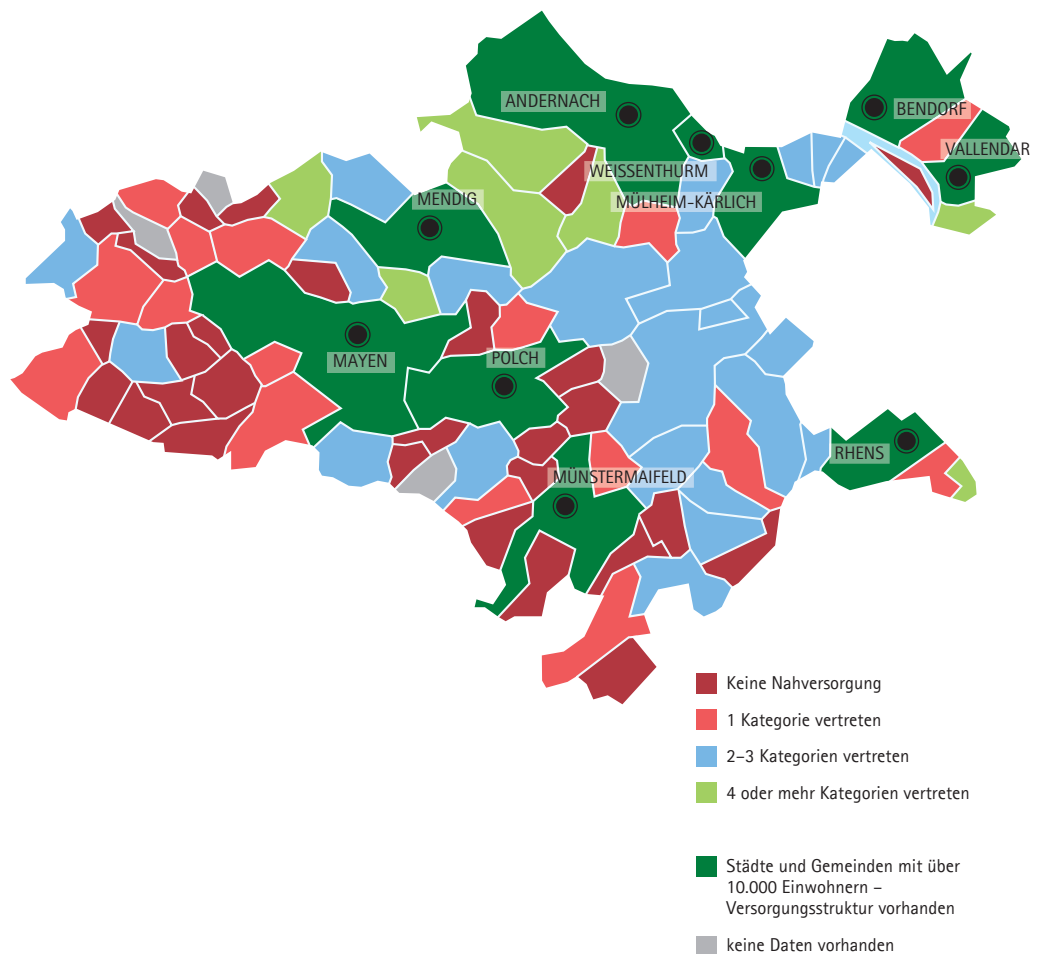 ANDERNACH
BENDORF
VALLENDAR
WEISSENTHURM
MENDIG
MÜLHEIM-KÄRLICH
MAYEN
POLCH
RHENS
MÜNSTERMAIFELD
Keine Nahversorgung
1 Kategorie vertreten
2–3 Kategorien vertreten
4 oder mehr Kategorien vertreten
Städte und Gemeinden mit über
10.000 Einwohnern –
Versorgungsstruktur vorhanden
keine Daten vorhanden